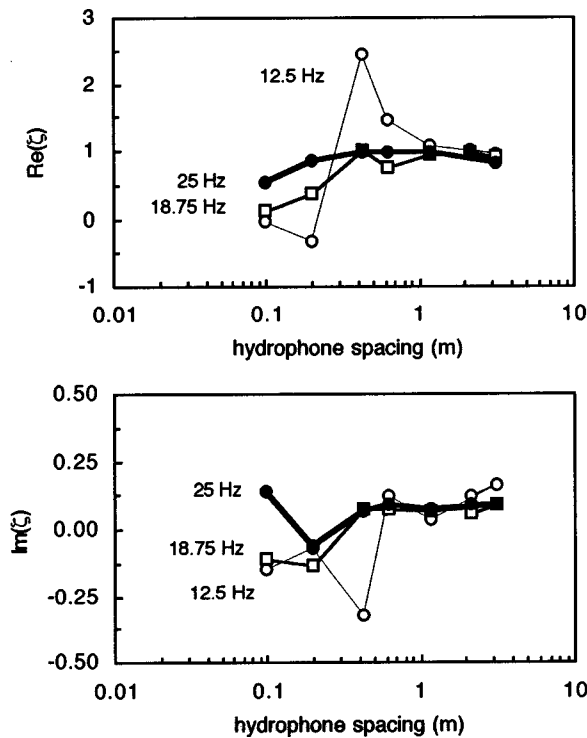 3
2
1
0
-1
Re(ζ)
12.5 Hz
25 Hz
18.75 Hz
0.01
0.1
1
10
hydrophone spacing (m)
0.50
0.25
0.00
-0.25
-0.50
Im(ζ)
25 Hz
18.75 Hz
12.5 Hz
0.01
0.1
1
10
hydrophone spacing (m)